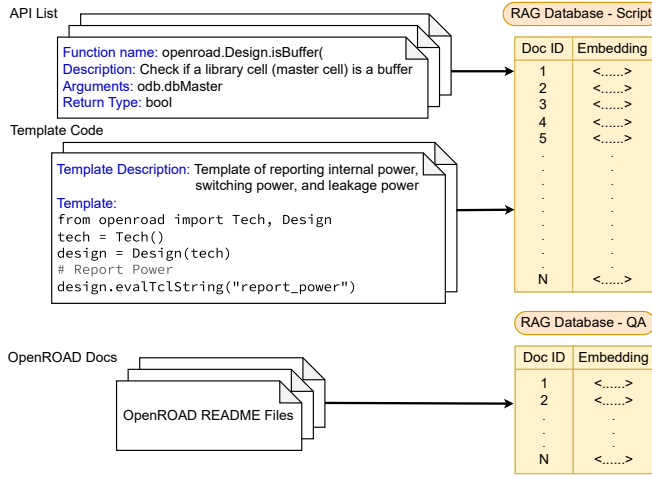 API List
Function name: openroad.Design.isBuffer(
Description: Check if a library cell (master cell) is a buffer
Arguments: odb.dbMaster
Return Type: bool
Template Code
Template Description: Template of reporting internal power,
switching power, and leakage power
Template:
from openroad import Tech, Design
tech = Tech()
design = Design(tech)
# Report Power
design.evalTclString("report_power")
OpenROAD Docs
OpenROAD README Files
RAG Database - Script
Doc ID Embedding
1 <......>
2 <......>
3 <......>
4 <......>
5 <......>
. .
. .
. .
. .
. .
. .
. .
. .
N <......>
RAG Database - QA
Doc ID Embedding
1 <......>
2 <......>
. .
. .
. .
N <......>